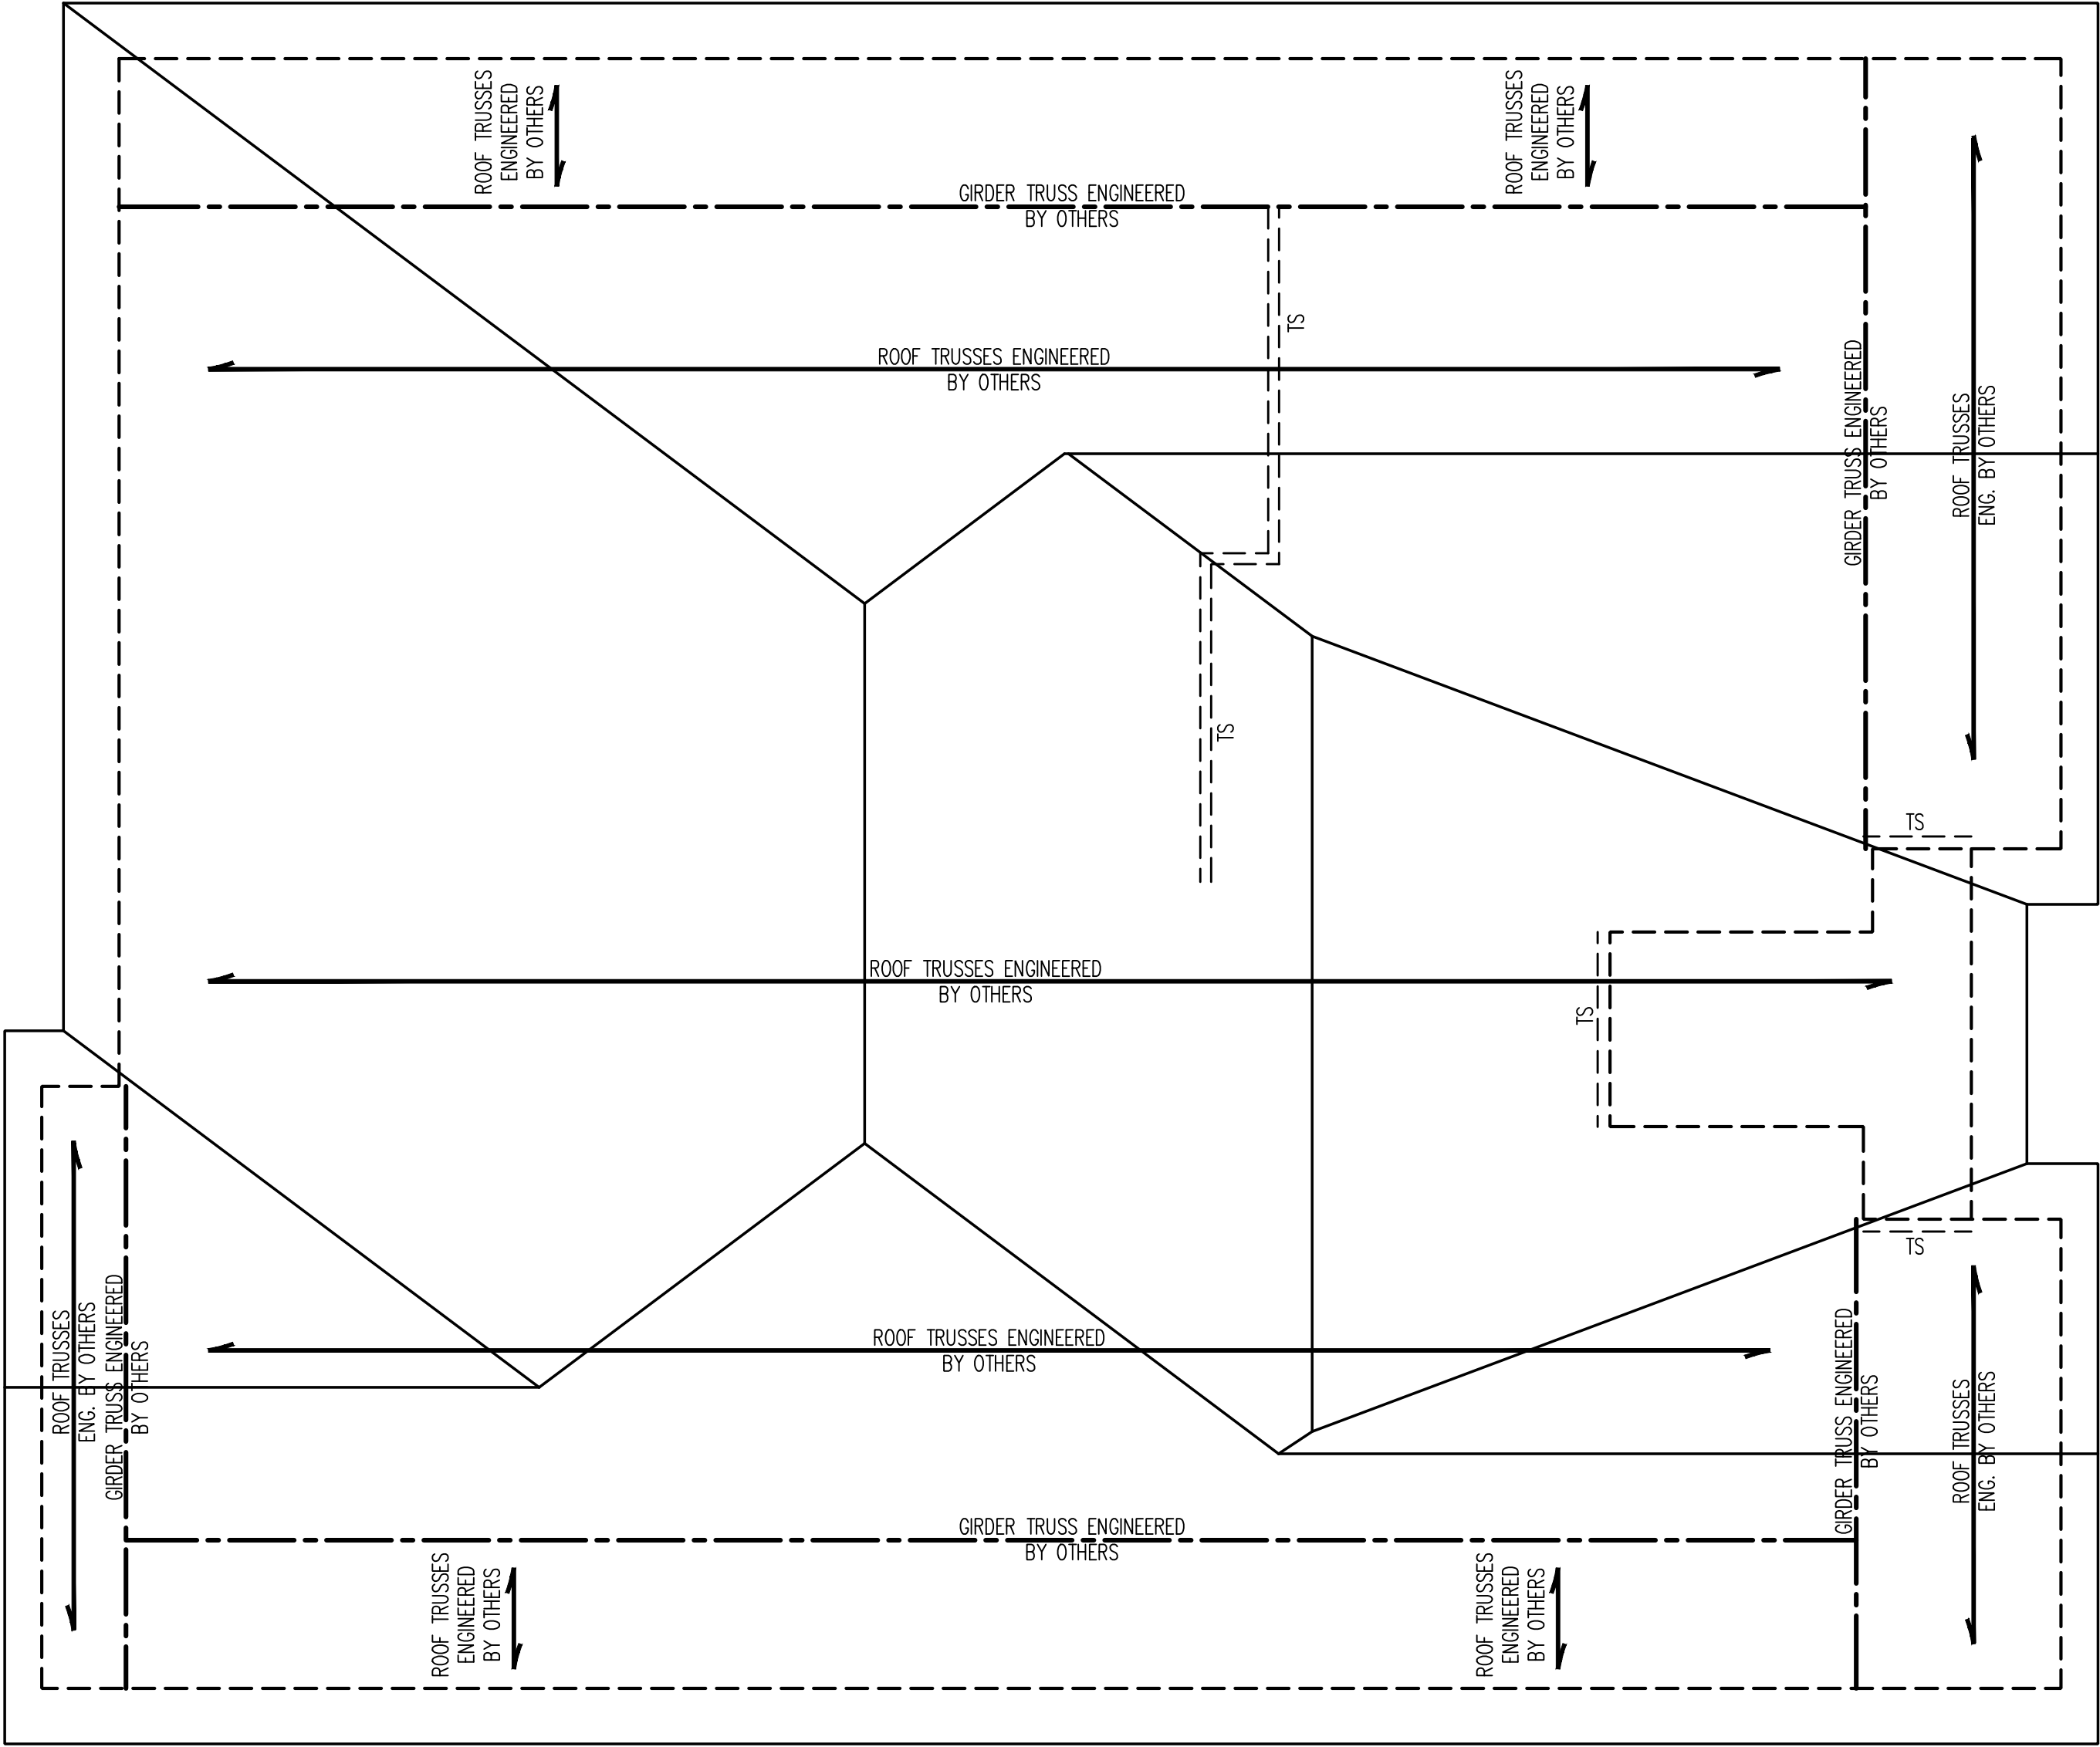 ROOF TRUSSES
ENGINEERED
BY OTHERS
ROOF TRUSSES
ENGINEERED
BY OTHERS
GIRDER TRUSS ENGINEERED
BY OTHERS
TS
ROOF TRUSSES ENGINEERED
BY OTHERS
GIRDER TRUSS ENGINEERED
BY OTHERS
ROOF TRUSSES
ENG. BY OTHERS
TS
TS
ROOF TRUSSES ENGINEERED
BY OTHERS
TS
TS
ROOF TRUSSES
ENG. BY OTHERS
GIRDER TRUSS ENGINEERED
BY OTHERS
ROOF TRUSSES ENGINEERED
BY OTHERS
GIRDER TRUSS ENGINEERED
BY OTHERS
ROOF TRUSSES
ENG. BY OTHERS
GIRDER TRUSS ENGINEERED
BY OTHERS
ROOF TRUSSES
ENGINEERED
BY OTHERS
ROOF TRUSSES
ENGINEERED
BY OTHERS